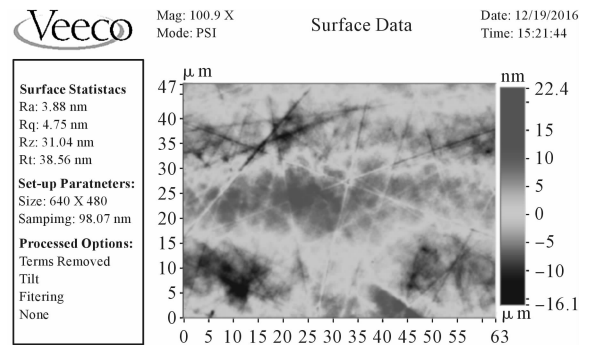 Veeco
Mag: 100.9 X
Mode: PSI
Surface Data
Date: 12/19/2016
Time: 15:21:44
Surface Statistacs
Ra: 3.88 nm
Rq: 4.75 nm
Rz: 31.04 nm
Rt: 38.56 nm
Set-up Paratneters:
Size: 640 X 480
Sampimg: 98.07 nm
Processed Options:
Terms Removed
Tilt
Fitering
None
μm
47
40
35
30
25
20
15
10
5
0
0 5 10 15 20 25 30 35 40 45 50 55 63
μm
nm
22.4
15
10
5
0
−5
−10
−16.1